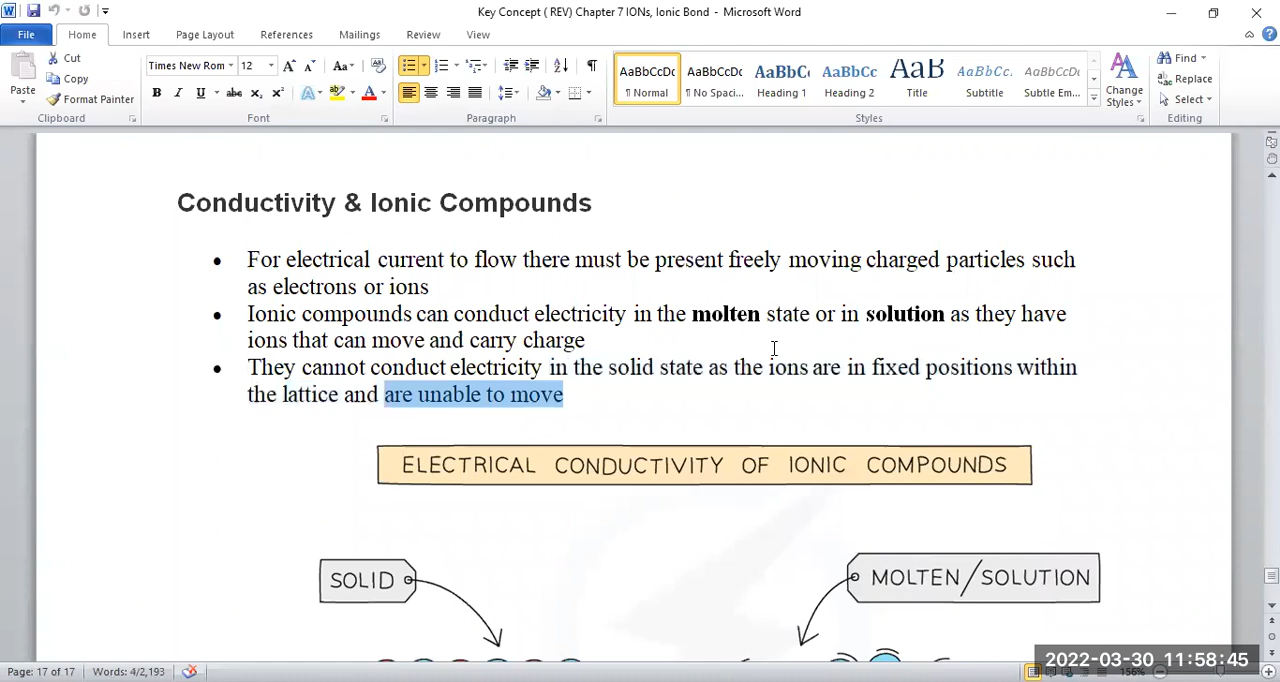 Key Concept ( REV) Chapter 7 IONs, Ionic Bond - Microsoft Word
File Home Insert Page Layout References Mailings Review View
Cut
Copy
Format Painter
Paste
Clipboard
Times New Rom 12
Font
Paragraph
AaBbCcDc AaBbCcDc AaBbC AaBbCc AaB AaBbCc. AaBbCcDc
¶ Normal ¶ No Spaci... Heading 1 Heading 2 Title Subtitle Subtle Em...
Change
Styles
Styles
Find
Replace
Select
Editing
Conductivity & Ionic Compounds
• For electrical current to flow there must be present freely moving charged particles such
as electrons or ions
• Ionic compounds can conduct electricity in the molten state or in solution as they have
ions that can move and carry charge
• They cannot conduct electricity in the solid state as the ions are in fixed positions within
the lattice and are unable to move
ELECTRICAL CONDUCTIVITY OF IONIC COMPOUNDS
SOLID
MOLTEN/SOLUTION
Page: 17 of 17 Words: 4/2,193
156%
2022-03-30 11:58:45